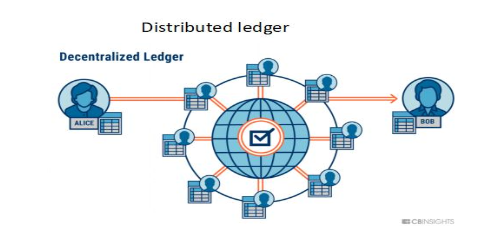 Distributed ledger
Decentralized Ledger
ALICE
BOB
CBINSIGHTS